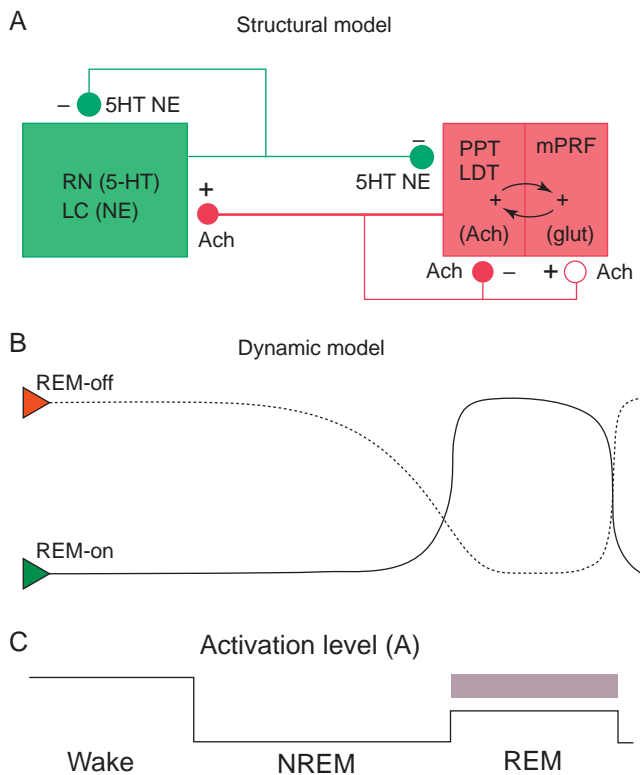 A
Structural model
– 5HT NE
RN (5-HT)
LC (NE)
+
Ach
–
5HT NE
PPT
LDT
mPRF
+ +
(Ach)
(glut)
Ach – + Ach
B
Dynamic model
REM-off
REM-on
C
Activation level (A)
Wake
NREM
REM